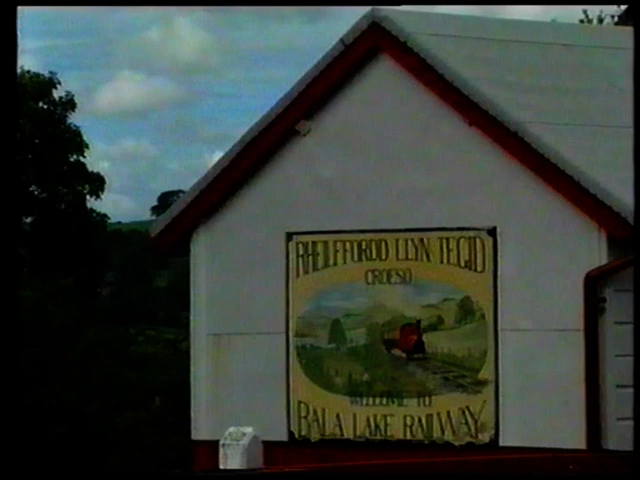 RHEILFFORDD LLYN TEGID
CROESO
WELCOME TO
BALA LAKE RAILWAY